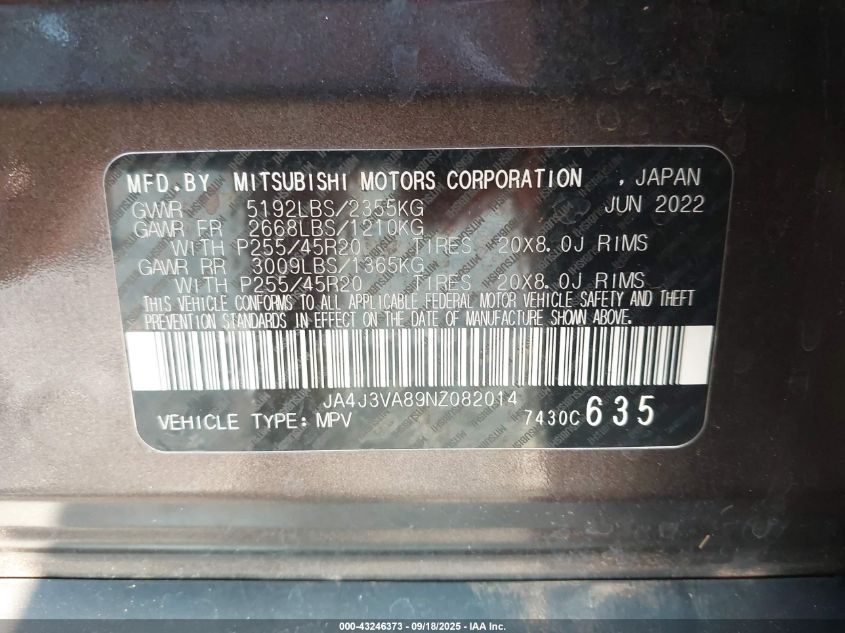 MFD.BY MITSUBISHI MOTORS CORPORATION , JAPAN
GVWR 5192LBS/2355KG JUN 2022
GAWR FR 2668LBS/1210KG
WITH P255/45R20 TIRES 20X8.0J RIMS
GAWR RR 3009LBS/1365KG
WITH P255/45R20 TIRES 20X8.0J RIMS
THIS VEHICLE CONFORMS TO ALL APPLICABLE FEDERAL MOTOR VEHICLE SAFETY AND THEFT
PREVENTION STANDARDS IN EFFECT ON THE DATE OF MANUFACTURE SHOWN ABOVE.
JA4J3VA89NZ082014
VEHICLE TYPE: MPV 7430C 635
000-43246373 - 09/18/2025 - IAA Inc.